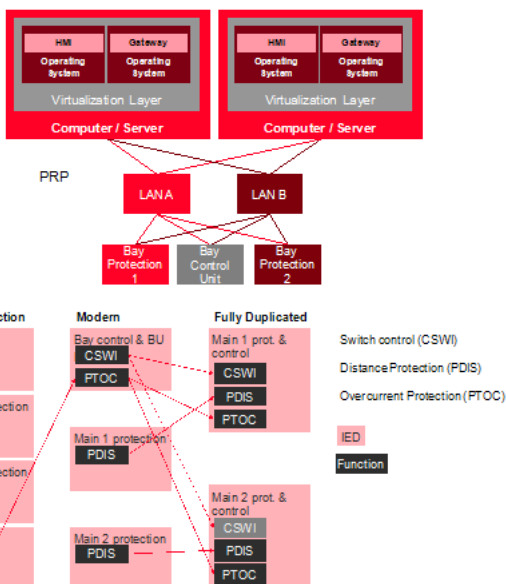 HMI
Gateway
HMI
Gateway
Operating
System
Operating
System
Operating
System
Operating
System
Virtualization Layer
Virtualization Layer
Computer / Server
Computer / Server
PRP
LAN A
LAN B
Bay
Protection
1
Bay
Control
Unit
Bay
Protection
2
ction
Modern
Fully Duplicated
Bay control & BU
CSWI
PTOC
Main 1 prot. &
control
CSWI
PDIS
PTOC
Switch control (CSWI)
Distance Protection (PDIS)
Overcurrent Protection (PTOC)
ection
Main 1 protection
PDIS
IED
Function
ection
Main 2 prot. &
control
CSWI
PDIS
PTOC
Main 2 protection
PDIS